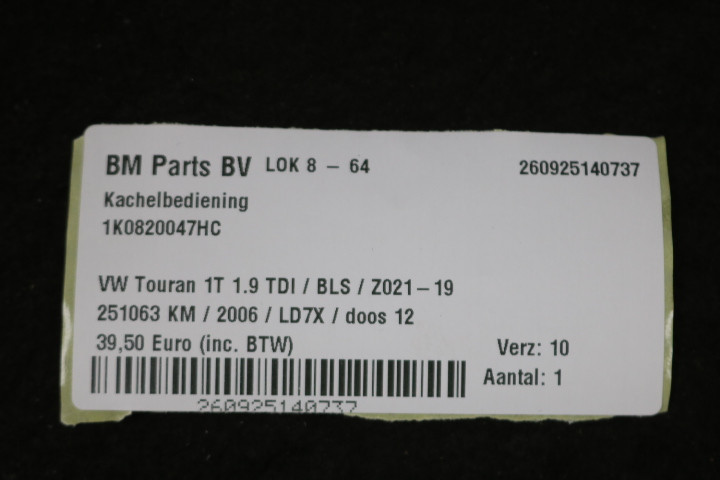 BM Parts BV LOK 8 - 64 260925140737
Kachelbediening
1K0820047HC
VW Touran 1T 1.9 TDI / BLS / Z021-19
251063 KM / 2006 / LD7X / doos 12
39,50 Euro (inc. BTW) Verz: 10
Aantal: 1
260925140737